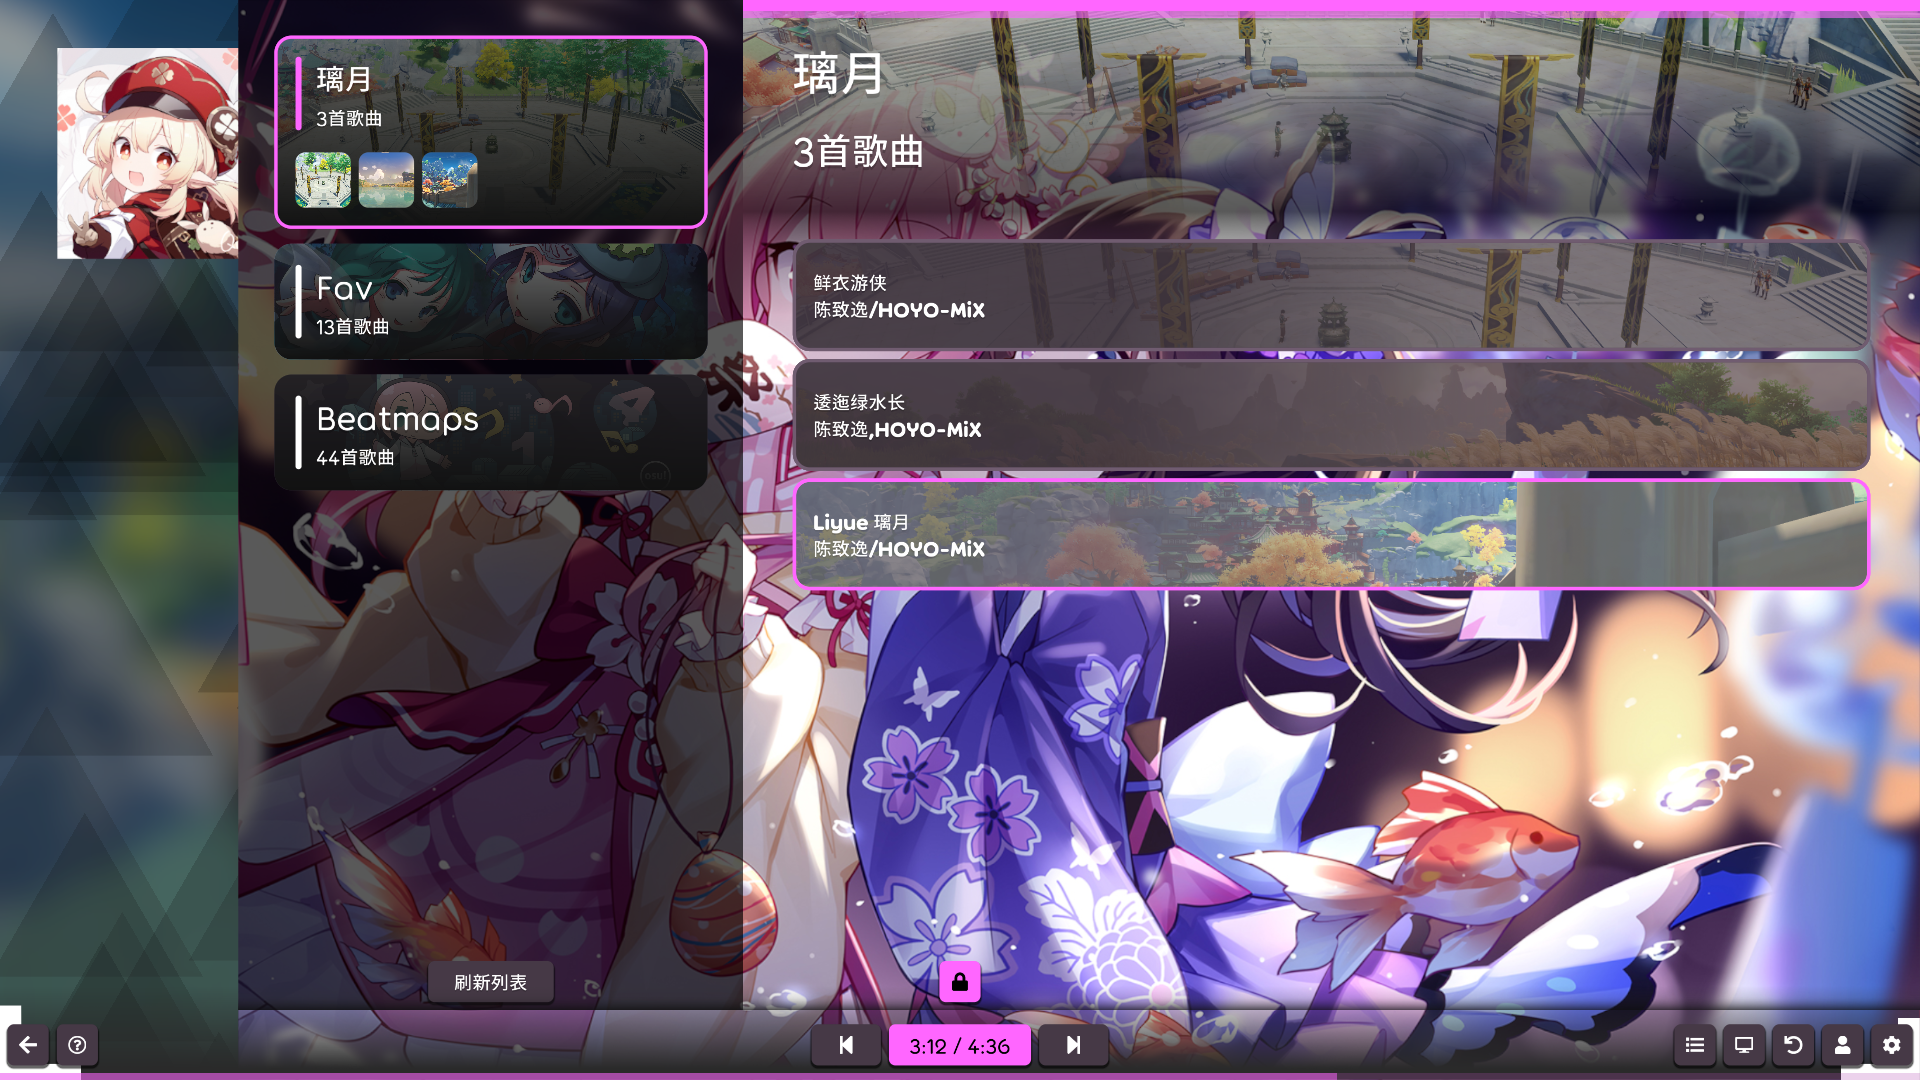 璃月
3首歌曲
Fav
13首歌曲
Beatmaps
44首歌曲
刷新列表
璃月
3首歌曲
鲜衣游侠
陈致逸/HOYO-MiX
逶迤绿水长
陈致逸,HOYO-MiX
Liyue 璃月
陈致逸/HOYO-MiX
3:12 / 4:36